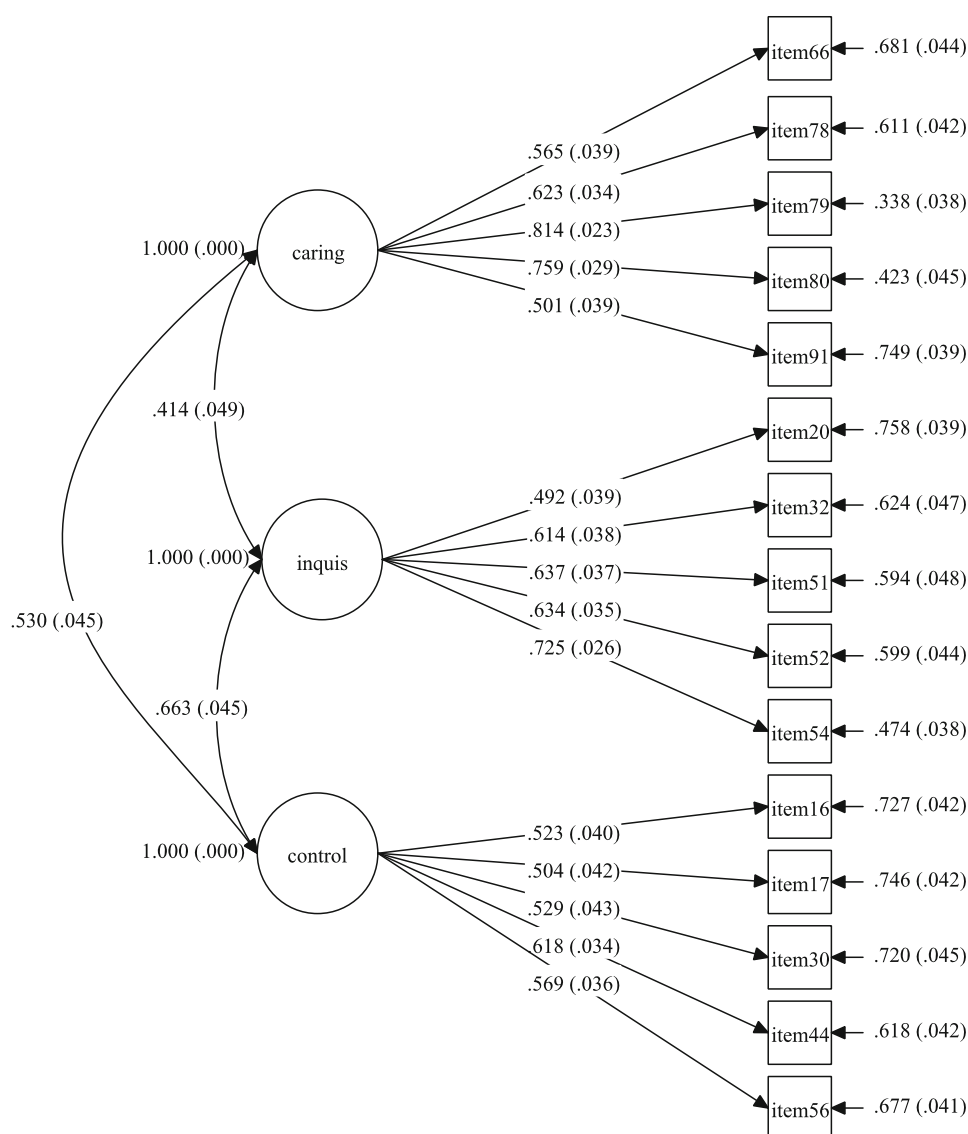 item66
.681 (.044)
item78
.611 (.042)
.565 (.039)
.623 (.034)
item79
.338 (.038)
.814 (.023)
1.000 (.000)
caring
.759 (.029)
item80
.423 (.045)
.501 (.039)
item91
.749 (.039)
.414 (.049)
item20
.758 (.039)
.492 (.039)
item32
.624 (.047)
.614 (.038)
1.000 (.000)
inquis
.637 (.037)
item51
.594 (.048)
.530 (.045)
.634 (.035)
.725 (.026)
item52
.599 (.044)
.663 (.045)
item54
.474 (.038)
item16
.727 (.042)
.523 (.040)
1.000 (.000)
control
.504 (.042)
item17
.746 (.042)
.529 (.043)
.618 (.034)
item30
.720 (.045)
.569 (.036)
item44
.618 (.042)
item56
.677 (.041)